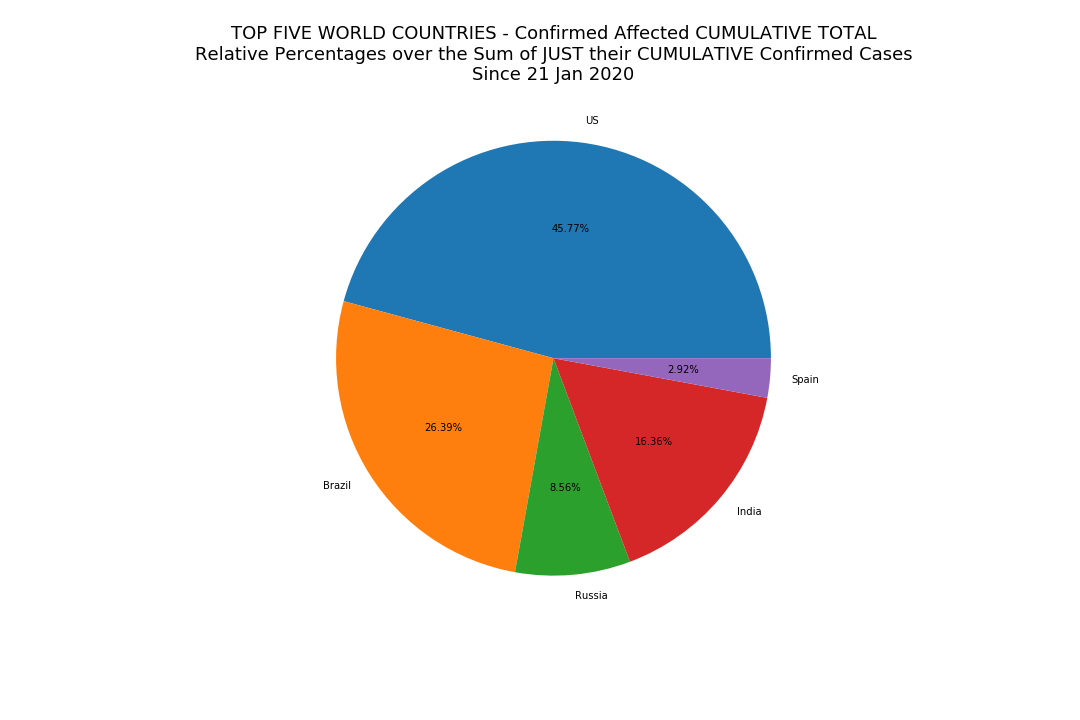 TOP FIVE WORLD COUNTRIES - Confirmed Affected CUMULATIVE TOTAL
Relative Percentages over the Sum of JUST their CUMULATIVE Confirmed Cases
Since 21 Jan 2020
US
45.77%
2.92%
Spain
26.39%
16.36%
Brazil
8.56%
India
Russia